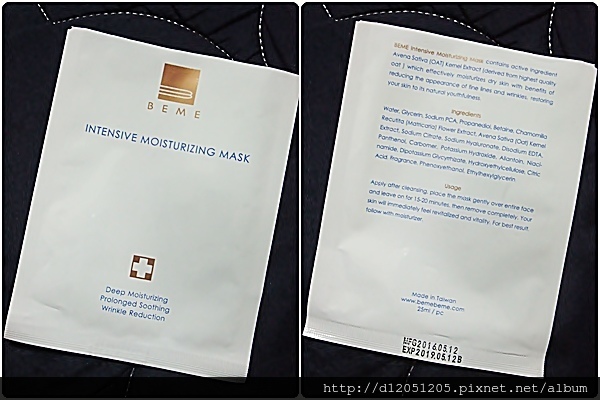 BEME
INTENSIVE MOISTURIZING MASK
Deep Moisturizing
Prolonged Soothing
Wrinkle Reduction
BEME Intensive Moisturizing Mask contains active ingredient
Avena Sativa (OAT) Kernel Extract (derived from highest quality
oat ) which effectively moisturizes dry skin with benefits of
reducing the appearance of fine lines and wrinkles, restoring
your skin to its natural youthfulness.
Ingredients
Water, Glycerin, Sodium PCA, Propanediol, Betaine, Chamomilla
Recutita (Matricaria) Flower Extract, Avena Sativa (Oat) Kernel
Extract, Sodium Citrate, Sodium Hyaluronate, Disodium EDTA,
Panthenol, Carbomer, Potassium Hydroxide, Allantoin, Niaci-
namide, Dipotassium Glycyrrhizate, Hydroxyethylcellulose, Citric
Acid, Fragrance, Phenoxyethanol, Ethylhexylglycerin
Usage
Apply after cleansing, place the mask gently over entire face
and leave on for 15-20 minutes, then remove completely. Your
skin will immediately feel revitalized and vitality. For best result,
follow with moisturizer.
Made in Taiwan
www.bemebeme.com
25ml / pc
MFG2016.05.12
EXP2019.05.12B
http://d12051205.pixnet.net/album